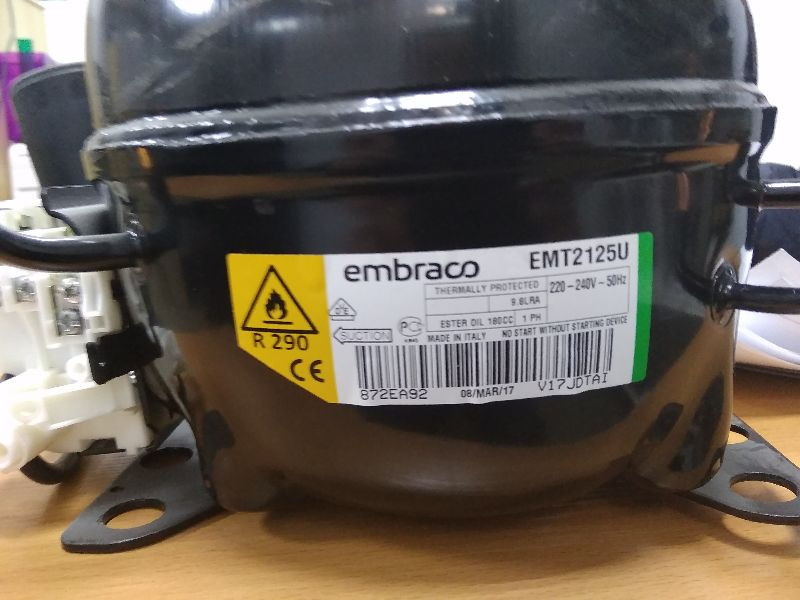 embraco
EMT2125U
THERMALLY PROTECTED
220-240V~50Hz
9.8LRA
ESTER OIL 180CC
1 PH
SUCTION
MADE IN ITALY
NO START WITHOUT STARTING DEVICE
R 290
CE
872EA92
08/MAR/17
V17JDTAI